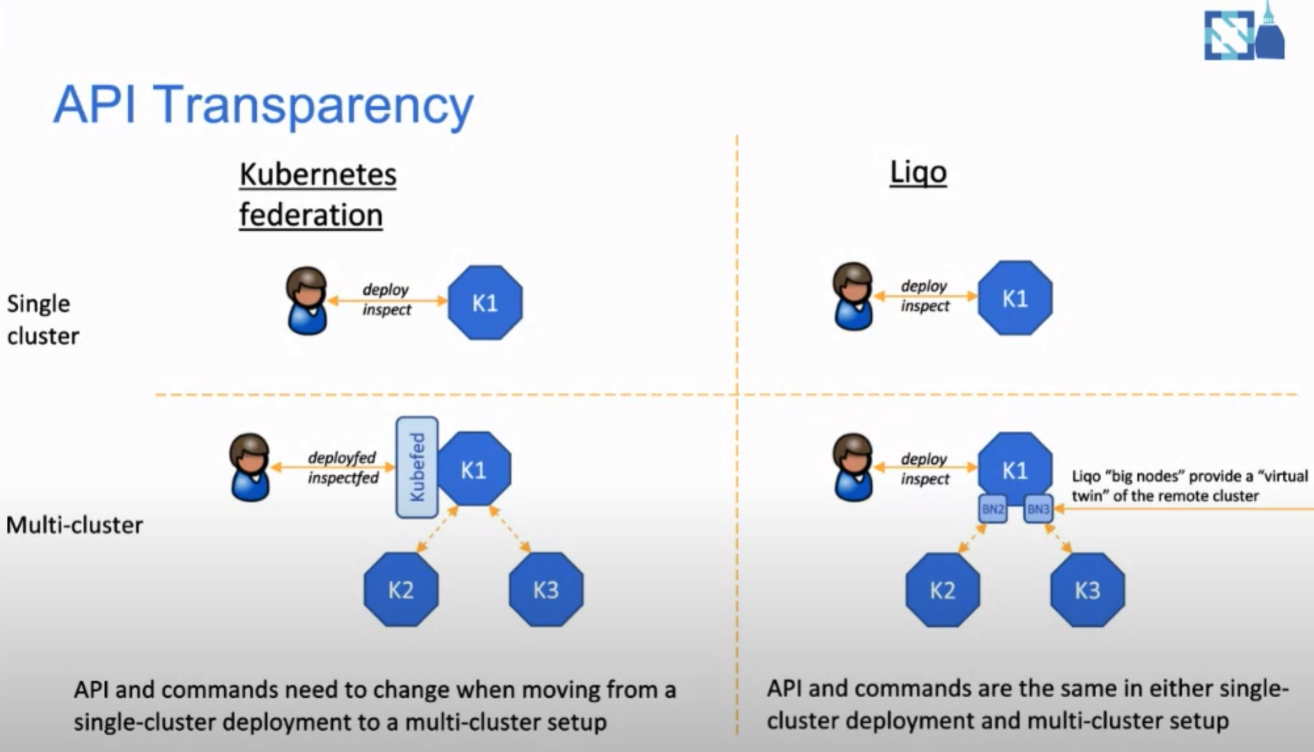 API Transparency
Kubernetes
federation
Liqo
Single
cluster
deploy
inspect
K1
deploy
inspect
K1
Multi-cluster
deployfed
inspectfed
Kubefed
K1
K2
K3
deploy
inspect
K1
BN2
BN3
Liqo “big nodes” provide a “virtual
twin” of the remote cluster
K2
K3
API and commands need to change when moving from a
single-cluster deployment to a multi-cluster setup
API and commands are the same in either single-
cluster deployment and multi-cluster setup